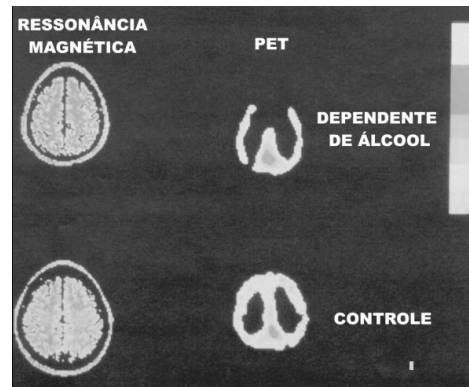 RESSONÂNCIA
MAGNÉTICA
PET
DEPENDENTE
DE ÁLCOOL
CONTROLE